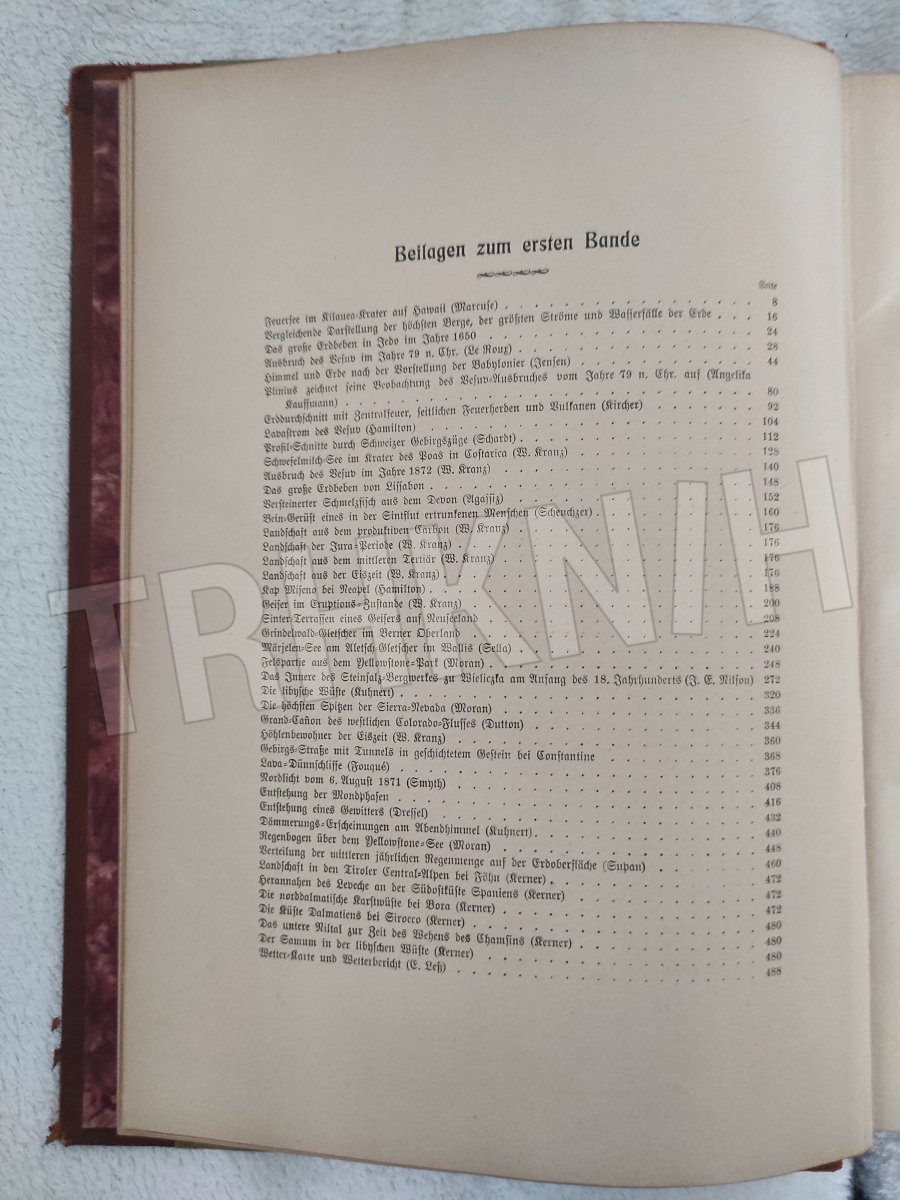 Beilagen zum ersten Bande
Seite
Feuersee im Kilauea-Krater auf Hawaii (Marcuse) . . . 8
Vergleichende Darstellung der höchsten Berge, der größten Ströme und Wasserfälle der Erde . . . 16
Das große Erdbeben in Jedo im Jahre 1650 . . . 24
Ausbruch des Vesuv im Jahre 79 n. Chr. (Le Roux) . . . 28
Himmel und Erde nach der Vorstellung der Babylonier (Jensen) . . . 44
Plinius zeichnet seine Beobachtung des Vesuv-Ausbruches vom Jahre 79 n. Chr. auf (Angelika
Kauffmann) . . . 80
Erddurchschnitt mit Zentralfeuer, seitlichen Feuerherden und Vulkanen (Kircher) . . . 92
Lavastrom des Vesuv (Hamilton) . . . 104
Profil-Schnitte durch Schweizer Gebirgszüge (Schardt) . . . 112
Schwefelmilch-See im Krater des Poas in Costarica (W. Kranz) . . . 128
Ausbruch des Vesuv im Jahre 1872 (W. Kranz) . . . 140
Das große Erdbeben von Lissabon . . . 148
Versteinerter Schmelzfisch aus dem Devon (Agassiz) . . . 152
Bein-Gerüst eines in der Sintflut ertrunkenen Menschen (Scheuchzer) . . . 160
Landschaft aus dem produktiven Carbon (W. Kranz) . . . 176
Landschaft der Jura-Periode (W. Kranz) . . . 176
Landschaft aus dem mittleren Tertiär (W. Kranz) . . . 176
Landschaft aus der Eiszeit (W. Kranz) . . . 176
Kap Miseno bei Neapel (Hamilton) . . . 188
Geiser im Eruptions-Zustande (W. Kranz) . . . 200
Sinter-Terrassen eines Geisers auf Neuseeland . . . 208
Grindelwald-Gletscher im Berner Oberland . . . 224
Märjelen-See am Aletsch-Gletscher im Wallis (Sella) . . . 240
Felspartie aus dem Yellowstone-Park (Moran) . . . 248
Das Innere des Steinsalz-Bergwerkes zu Wieliczka am Anfang des 18. Jahrhunderts (J. E. Nilson) 272
Die libysche Wüste (Kuhnert) . . . 320
Die höchsten Spitzen der Sierra-Nevada (Moran) . . . 336
Grand-Cañon des westlichen Colorado-Flusses (Dutton) . . . 344
Höhlenbewohner der Eiszeit (W. Kranz) . . . 360
Gebirgs-Straße mit Tunnels in geschichtetem Gestein bei Constantine . . . 368
Lava-Dünnschliffe (Fouqué) . . . 376
Nordlicht vom 6. August 1871 (Smyth) . . . 408
Entstehung der Mondphasen . . . 416
Entstehung eines Gewitters (Dressel) . . . 432
Dämmerungs-Erscheinungen am Abendhimmel (Kuhnert) . . . 440
Regenbogen über dem Yellowstone-See (Moran) . . . 448
Verteilung der mittleren jährlichen Regenmenge auf der Erdoberfläche (Supan) . . . 460
Landschaft in den Tiroler Central-Alpen bei Föhn (Kerner) . . . 472
Herannahen des Leveche an der Südostküste Spaniens (Kerner) . . . 472
Die norddalmatische Karstwüste bei Bora (Kerner) . . . 472
Die Küste Dalmatiens bei Sirocco (Kerner) . . . 480
Das untere Niltal zur Zeit des Wehens des Chamsins (Kerner) . . . 480
Der Samum in der libyschen Wüste (Kerner) . . . 480
Wetter-Karte und Wetterbericht (E. Leß) . . . 488
TRHKNIH